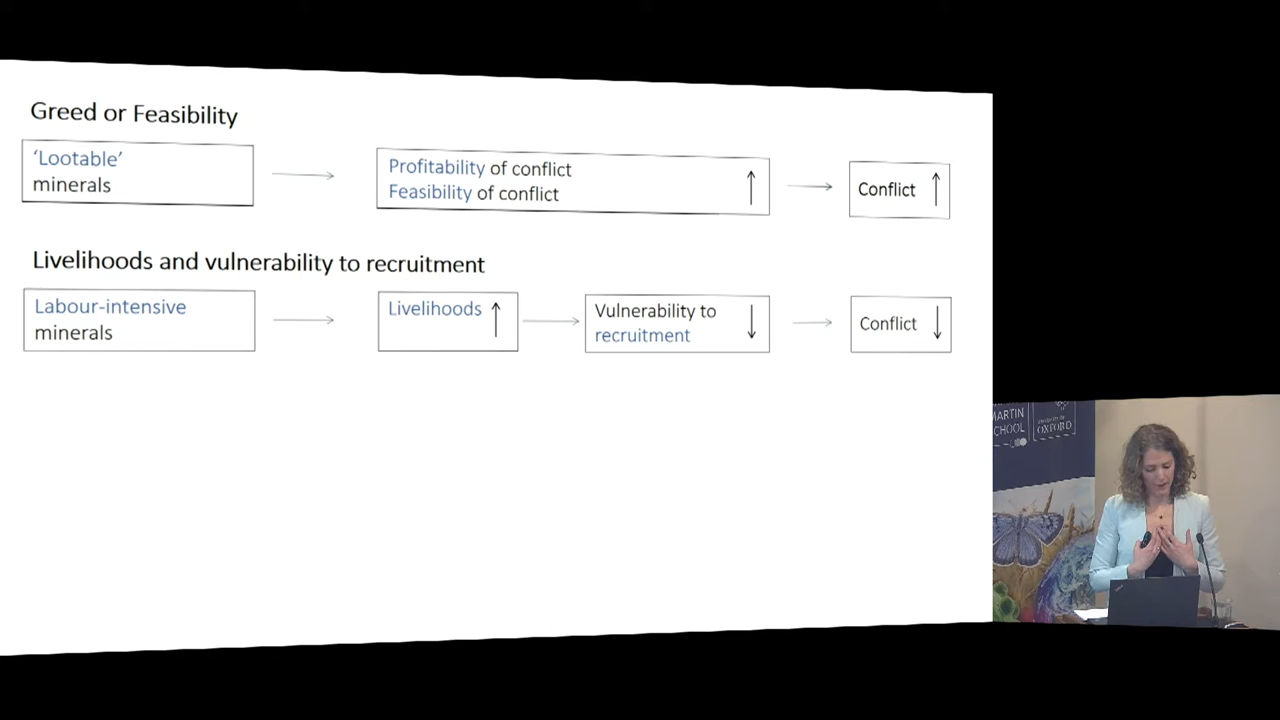 Greed or Feasibility
‘Lootable’
minerals
Profitability of conflict
Feasibility of conflict
Conflict
Livelihoods and vulnerability to recruitment
Labour-intensive
minerals
Livelihoods
Vulnerability to
recruitment
Conflict
MARTIN
SCHOOL
OXFORD